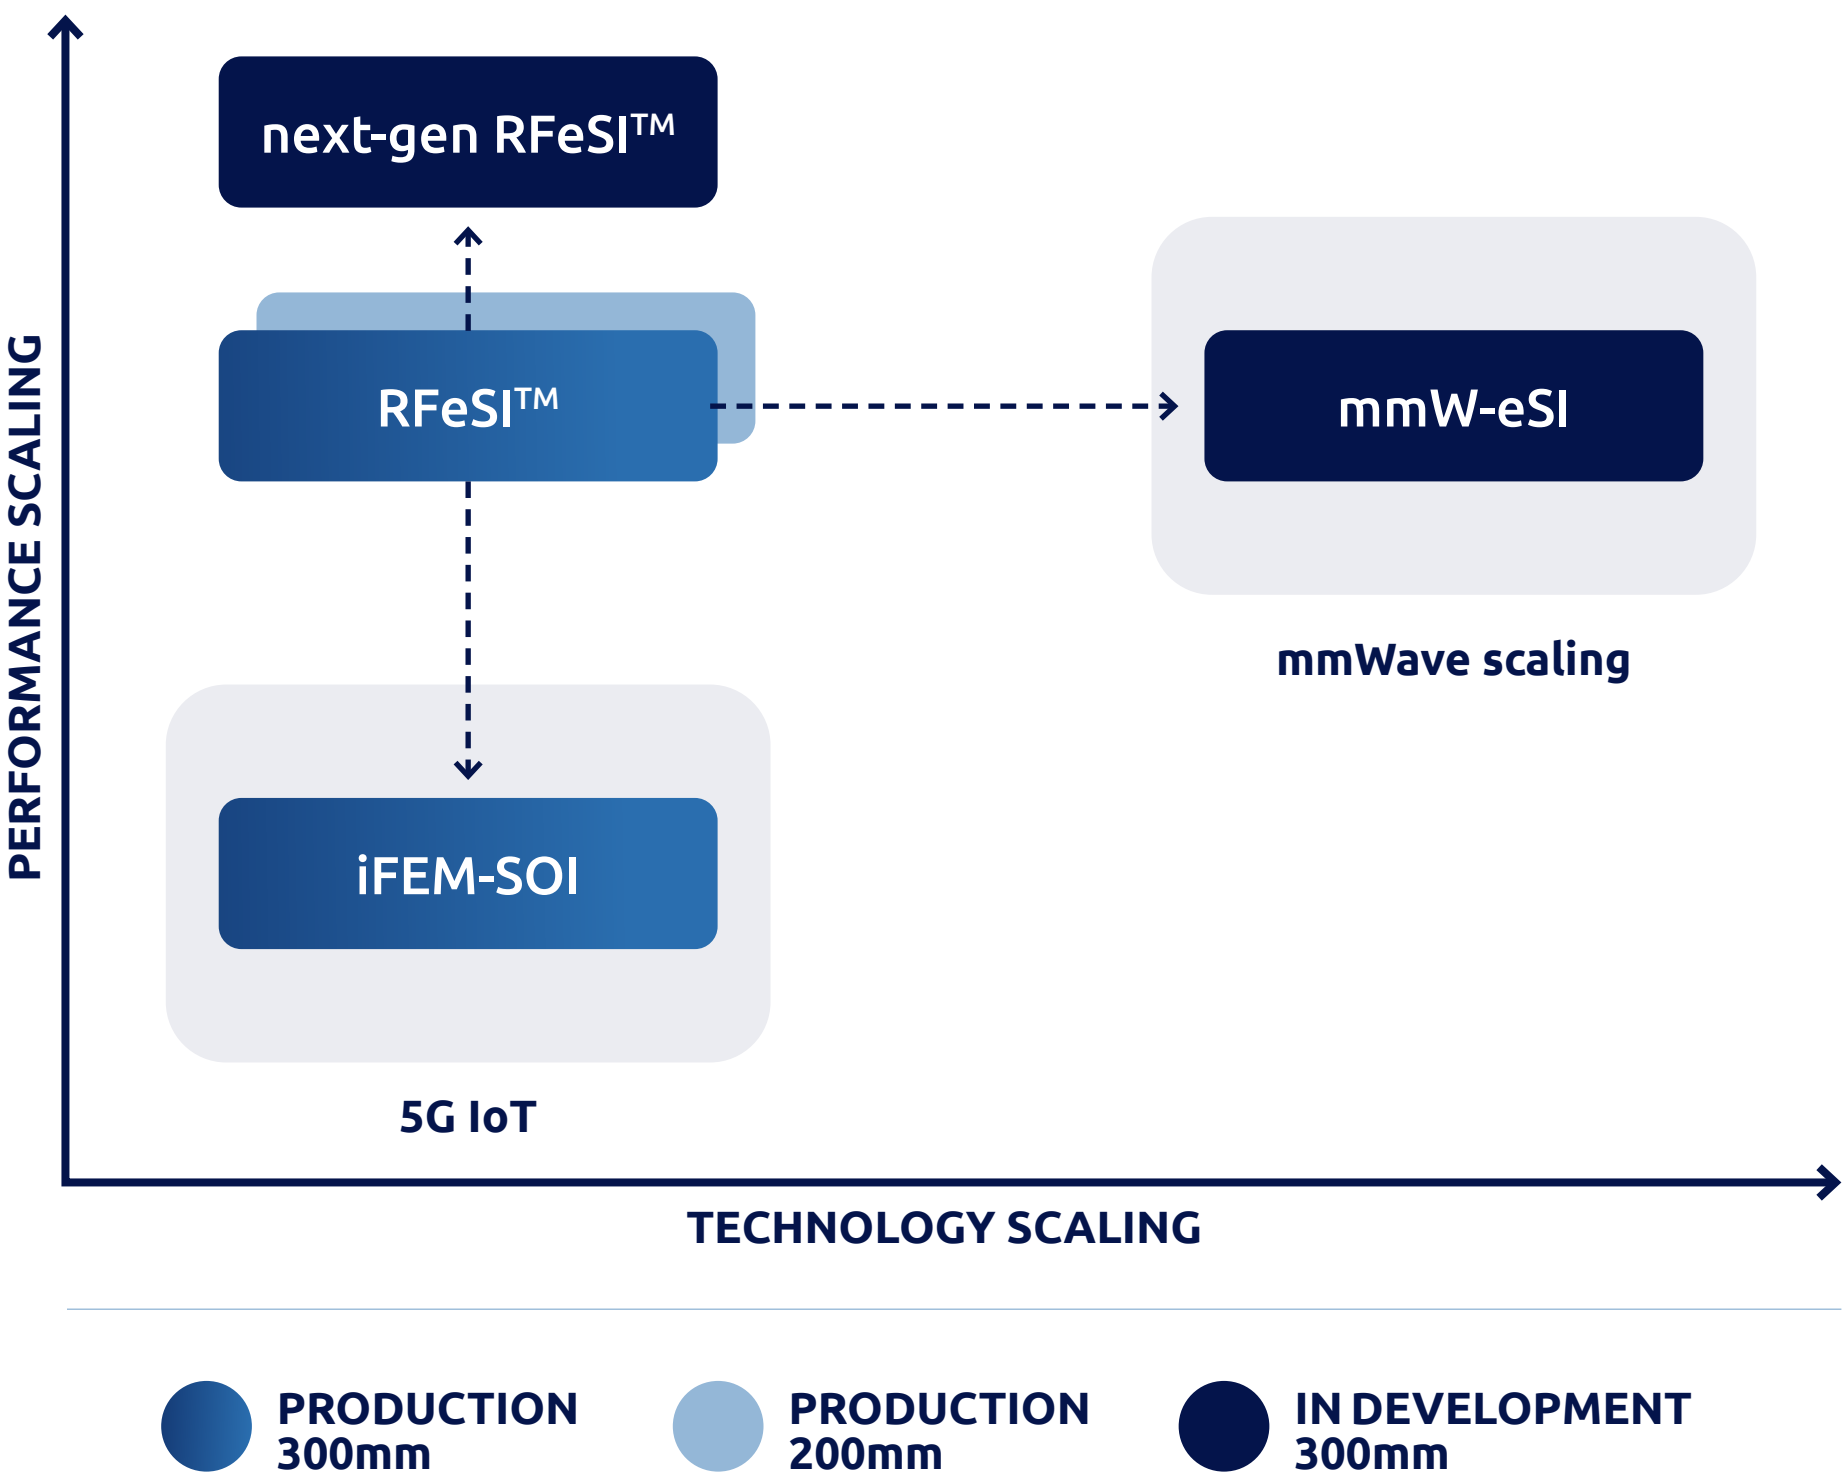 next-gen RFeSI™
RFeSI™
mmW-eSI
mmWave scaling
iFEM-SOI
5G IoT
PERFORMANCE SCALING
TECHNOLOGY SCALING
PRODUCTION
300mm
PRODUCTION
200mm
IN DEVELOPMENT
300mm